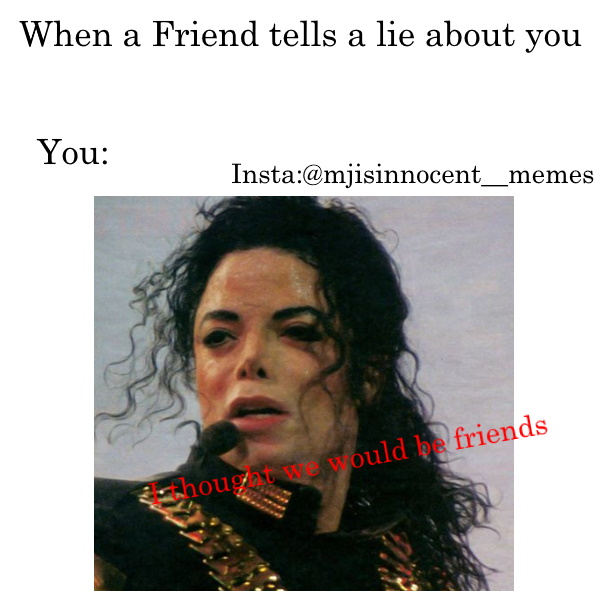 When a Friend tells a lie about you
You:
Insta:@mjisinnocent__memes
I thought we would be friends